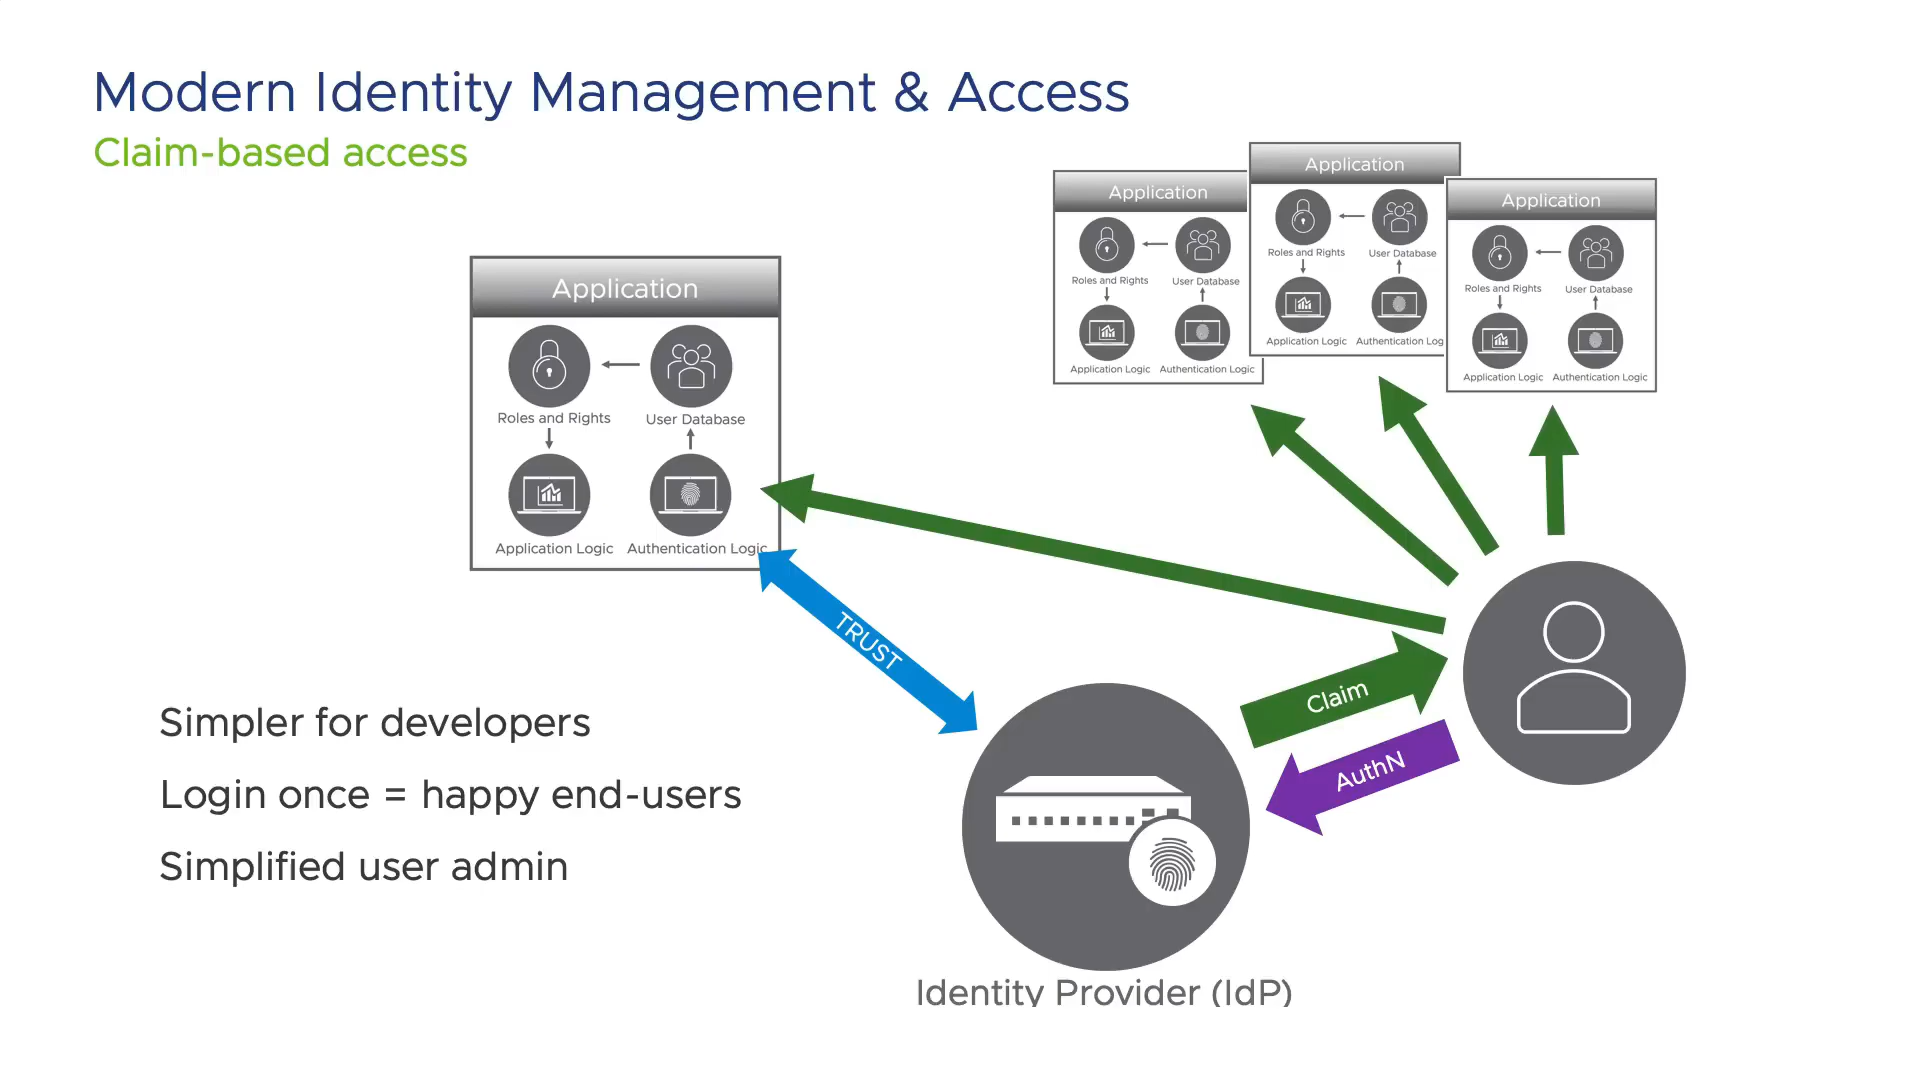 Modern Identity Management & Access
Claim-based access
Application
Roles and Rights
User Database
Application Logic
Authentication Logic
Application
Roles and Rights
User Database
Application Logic
Authentication Logic
Application
Roles and Rights
User Database
Application Logic
Authentication Log
Application
Roles and Rights
User Database
Application Logic
Authentication Logic
TRUST
Claim
AuthN
Simpler for developers
Login once = happy end-users
Simplified user admin
Identity Provider (IdP)